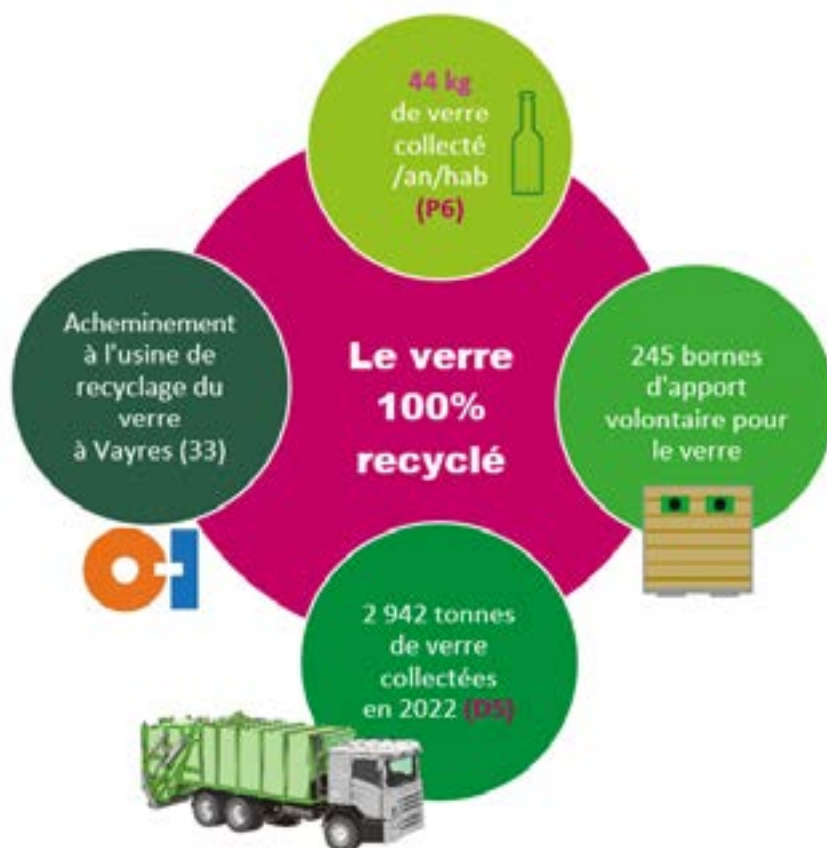 44 kg
de verre
collecté
/an/hab
(P6)
Acheminement
à l'usine de
recyclage du
verre
à Vayres (33)
Le verre
100%
recyclé
245 bornes
d'apport
volontaire pour
le verre
2 942 tonnes
de verre
collectées
en 2022 (D5)